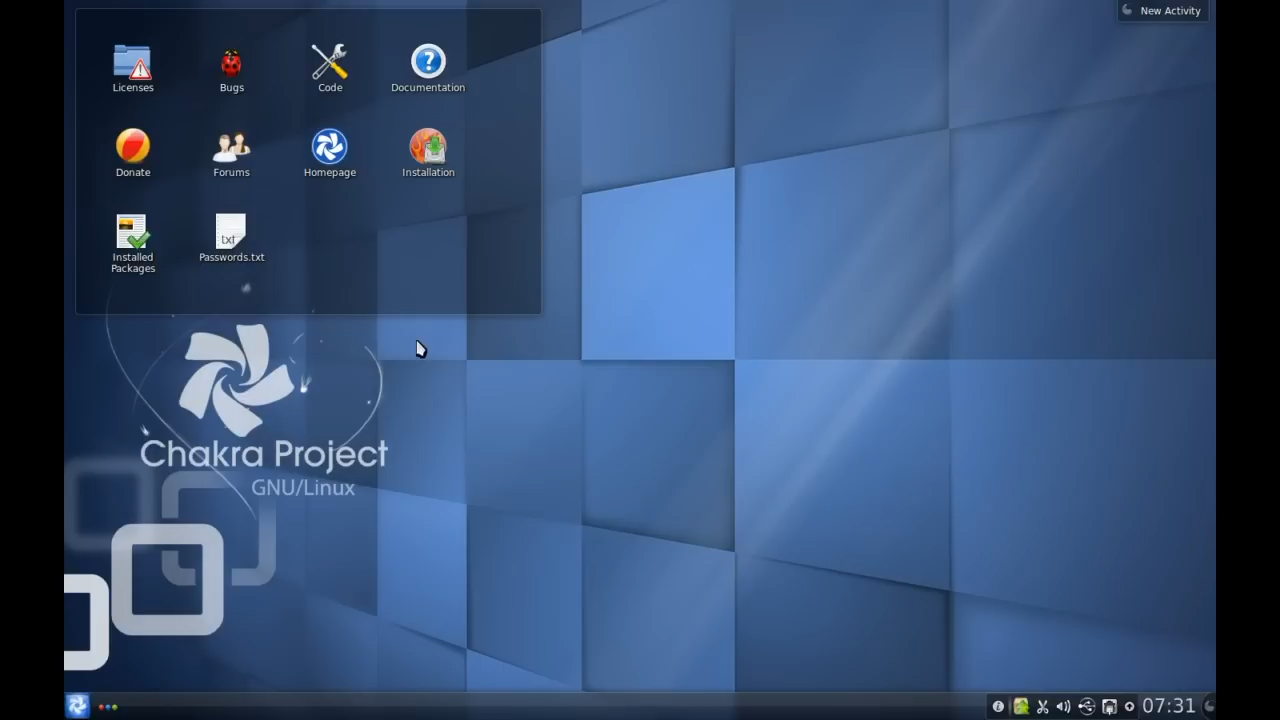 New Activity
Licenses
Bugs
Code
Documentation
Donate
Forums
Homepage
Installation
Installed
Packages
txt
Passwords.txt
Chakra Project
GNU/Linux
07:31